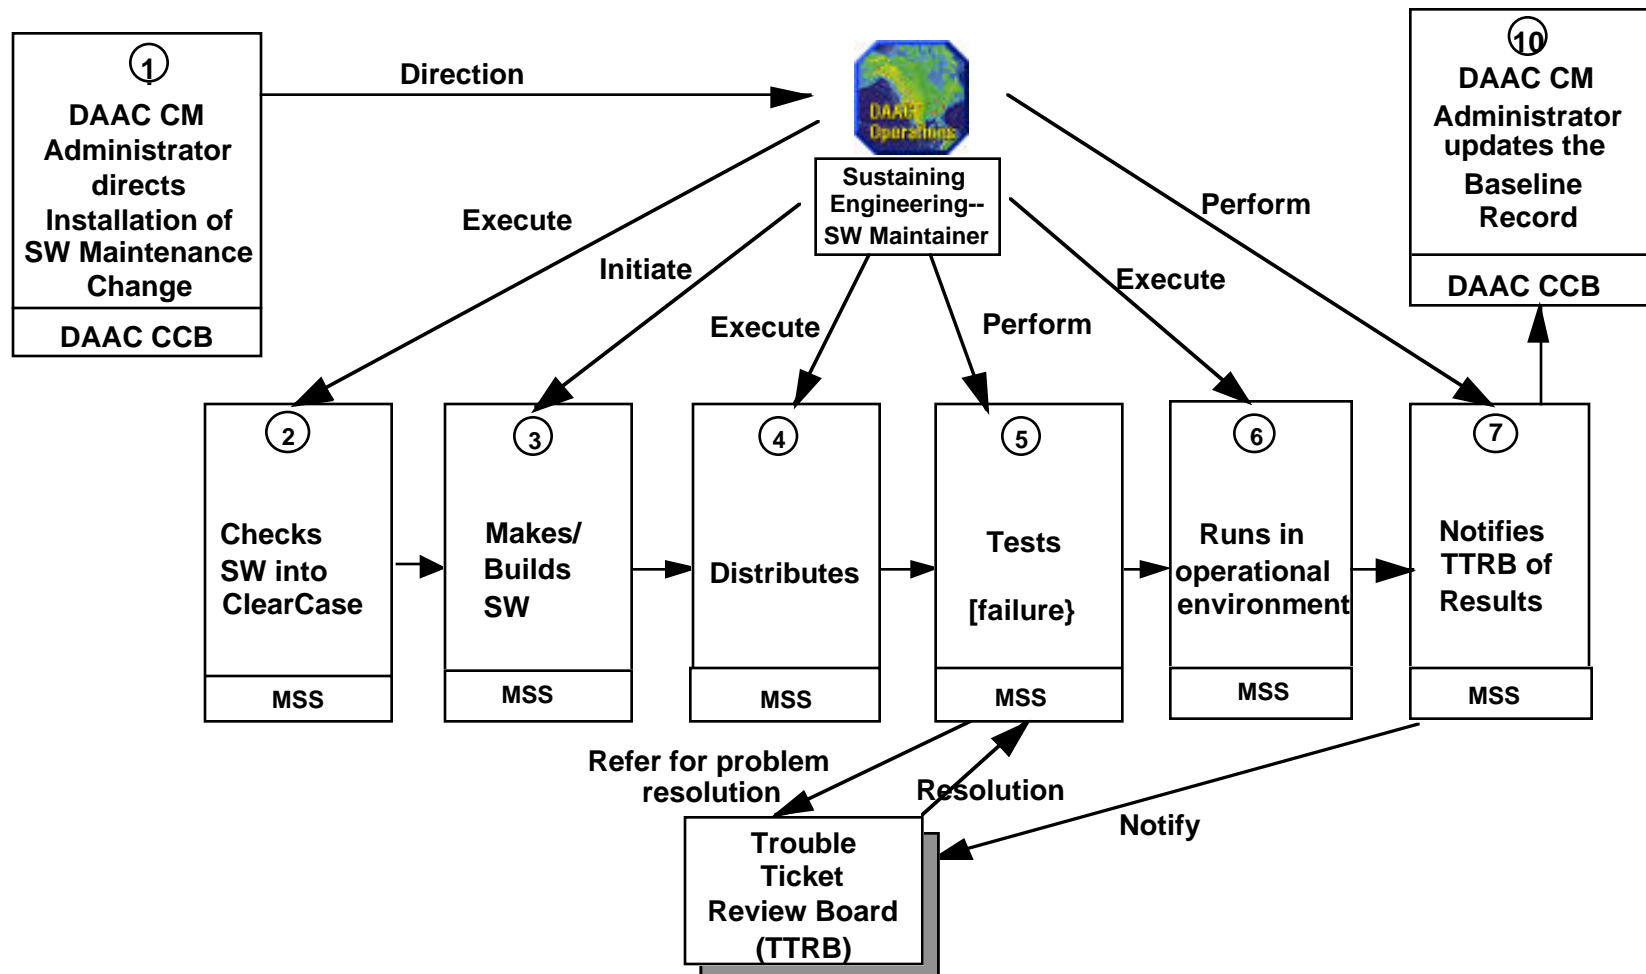 1
DAAC CM
Administrator
directs
Installation of
SW Maintenance
Change
DAAC CCB
Direction
DAAC
Operations
Sustaining
Engineering--
SW Maintainer
10
DAAC CM
Administrator
updates the
Baseline
Record
DAAC CCB
Execute
Initiate
Execute
Perform
Execute
Perform
2
Checks
SW into
ClearCase
MSS
3
Makes/
Builds
SW
MSS
4
Distributes
MSS
5
Tests
[failure}
MSS
6
Runs in
operational
environment
MSS
7
Notifies
TTRB of
Results
MSS
Refer for problem
resolution
Resolution
Notify
Trouble
Ticket
Review Board
(TTRB)